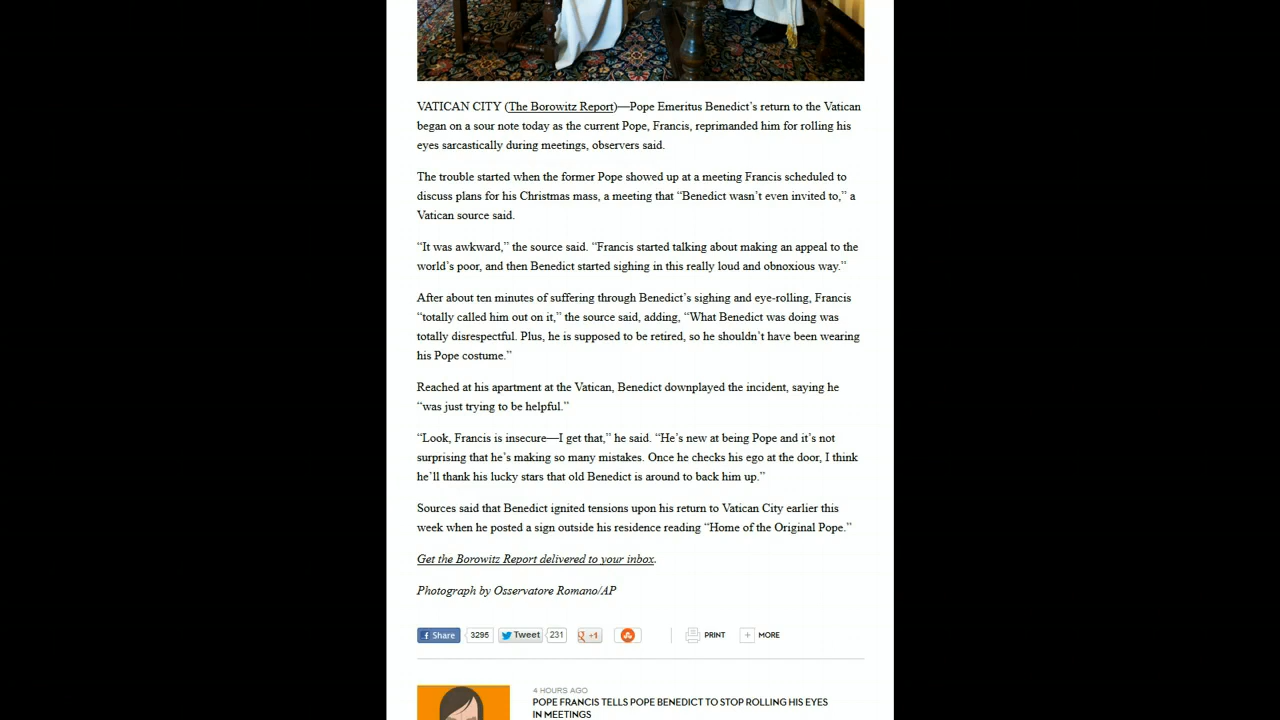 VATICAN CITY (The Borowitz Report)—Pope Emeritus Benedict’s return to the Vatican
began on a sour note today as the current Pope, Francis, reprimanded him for rolling his
eyes sarcastically during meetings, observers said.
The trouble started when the former Pope showed up at a meeting Francis scheduled to
discuss plans for his Christmas mass, a meeting that “Benedict wasn’t even invited to,” a
Vatican source said.
“It was awkward,” the source said. “Francis started talking about making an appeal to the
world’s poor, and then Benedict started sighing in this really loud and obnoxious way.”
After about ten minutes of suffering through Benedict’s sighing and eye-rolling, Francis
“totally called him out on it,” the source said, adding, “What Benedict was doing was
totally disrespectful. Plus, he is supposed to be retired, so he shouldn’t have been wearing
his Pope costume.”
Reached at his apartment at the Vatican, Benedict downplayed the incident, saying he
“was just trying to be helpful.”
“Look, Francis is insecure—I get that,” he said. “He’s new at being Pope and it’s not
surprising that he’s making so many mistakes. Once he checks his ego at the door, I think
he’ll thank his lucky stars that old Benedict is around to back him up.”
Sources said that Benedict ignited tensions upon his return to Vatican City earlier this
week when he posted a sign outside his residence reading “Home of the Original Pope.”
Get the Borowitz Report delivered to your inbox.
Photograph by Osservatore Romano/AP
f Share 3295 Tweet 231 g +1 PRINT + MORE
4 HOURS AGO
POPE FRANCIS TELLS POPE BENEDICT TO STOP ROLLING HIS EYES
IN MEETINGS